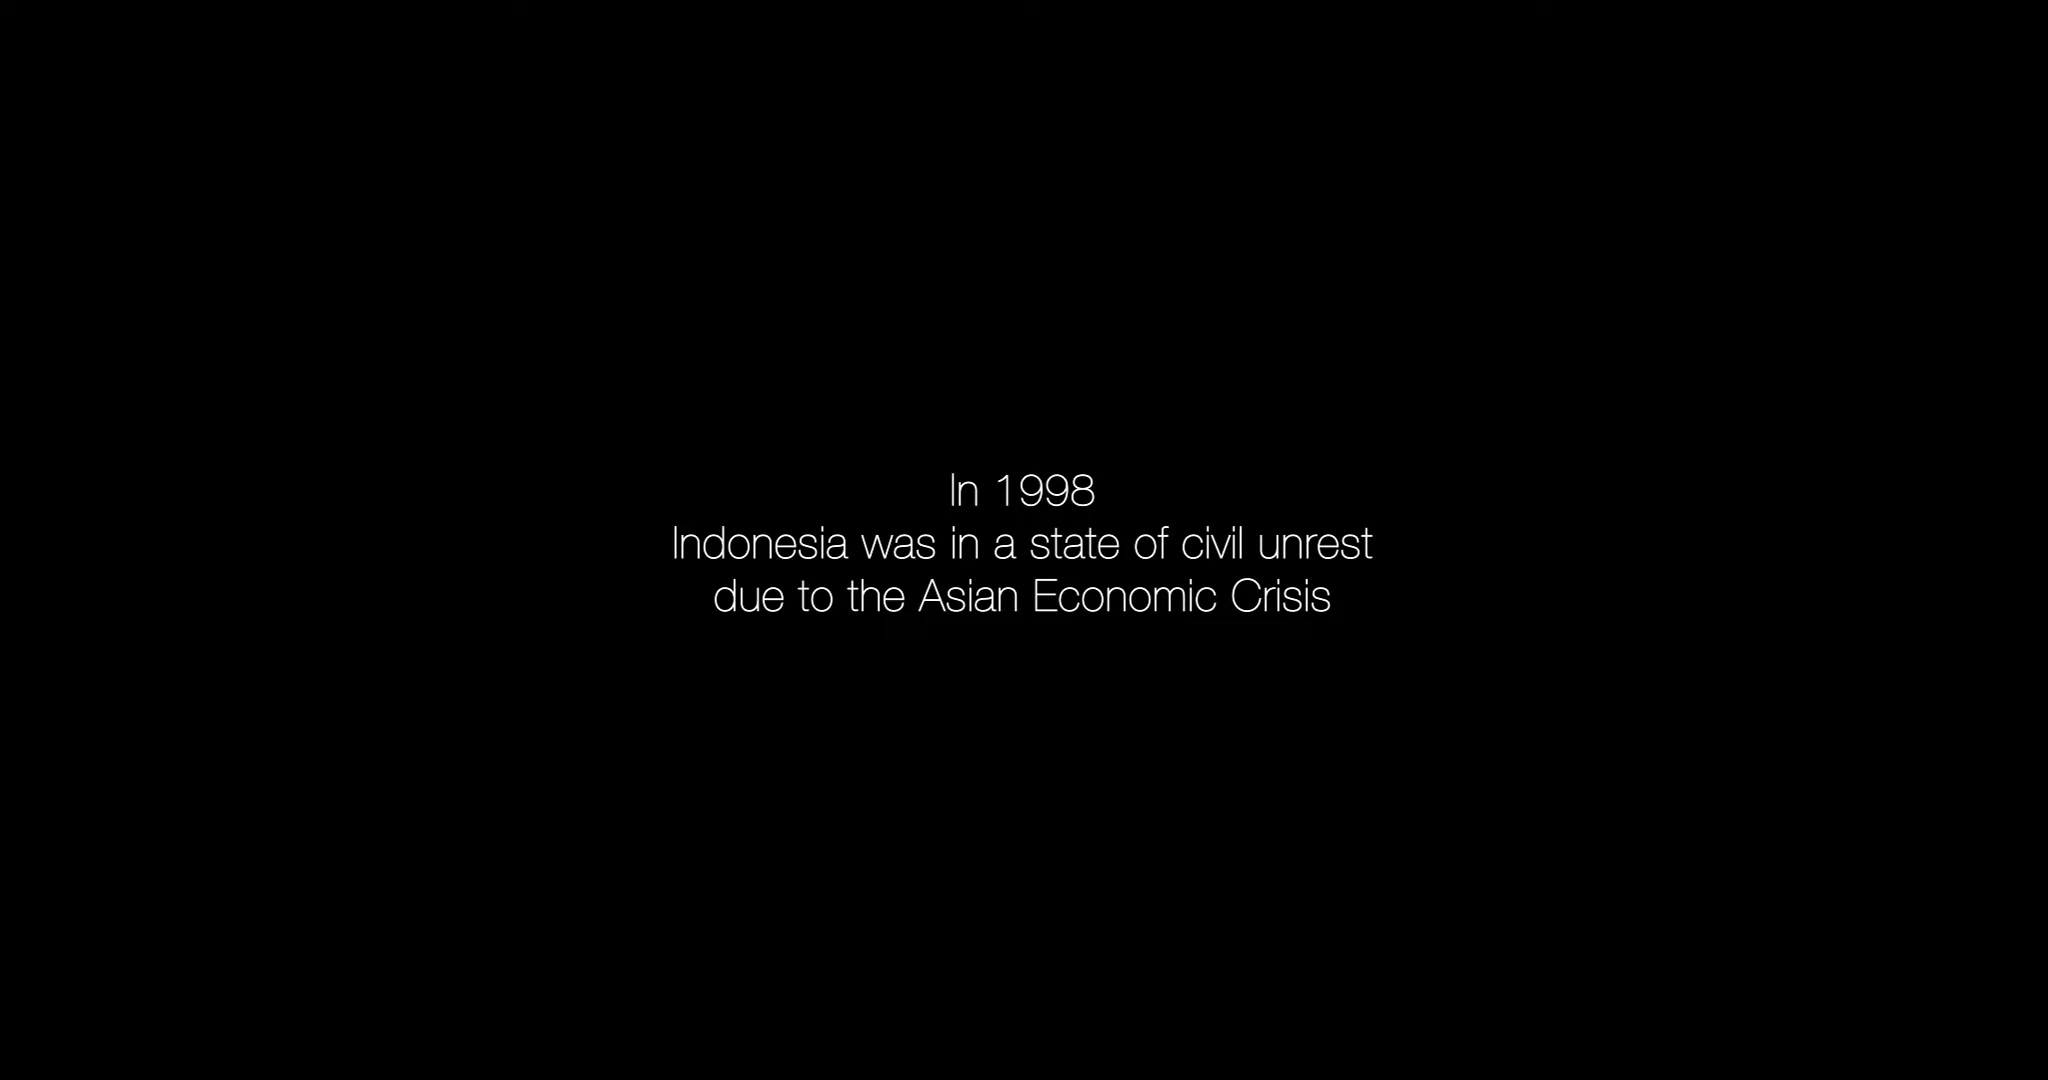 In 1998
Indonesia was in a state of civil unrest
due to the Asian Economic Crisis